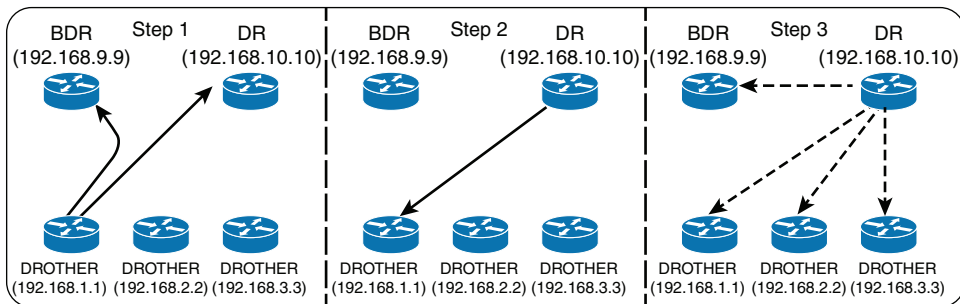 Step 1
BDR
(192.168.9.9)
DR
(192.168.10.10)
DROTHER
(192.168.1.1)
DROTHER
(192.168.2.2)
DROTHER
(192.168.3.3)
Step 2
BDR
(192.168.9.9)
DR
(192.168.10.10)
DROTHER
(192.168.1.1)
DROTHER
(192.168.2.2)
DROTHER
(192.168.3.3)
Step 3
BDR
(192.168.9.9)
DR
(192.168.10.10)
DROTHER
(192.168.1.1)
DROTHER
(192.168.2.2)
DROTHER
(192.168.3.3)